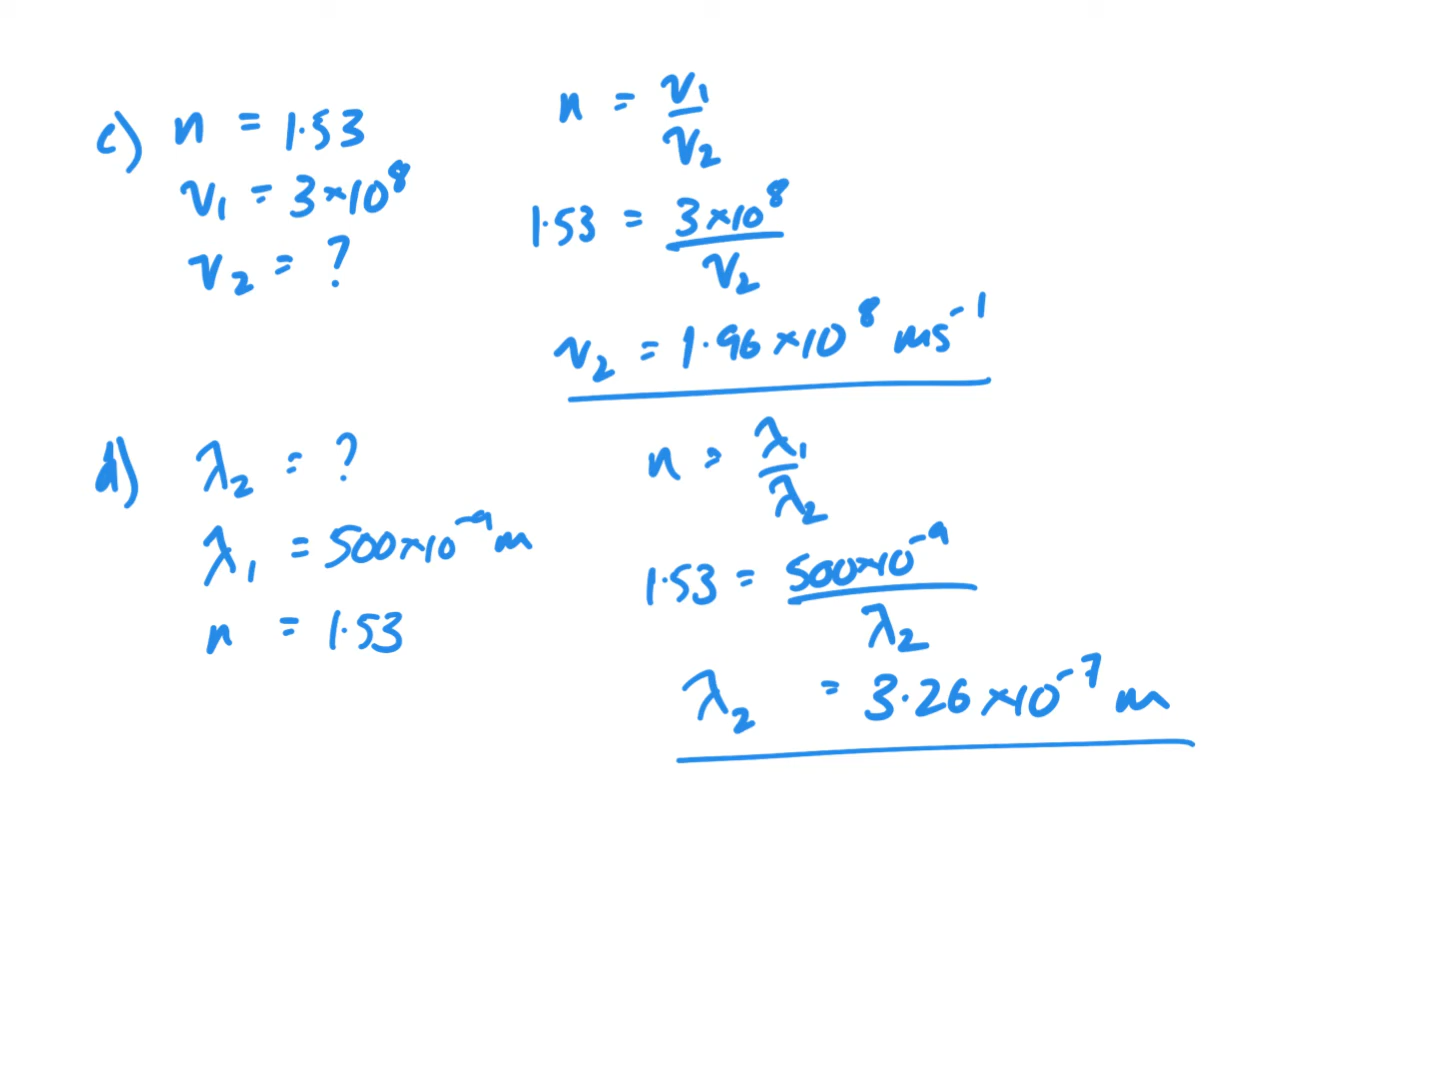 c) n = 1.53
v₁ = 3×10⁸
v₂ = ?
n = v₁/v₂
1.53 = 3×10⁸/v₂
v₂ = 1.96×10⁸ ms⁻¹
d) λ₂ = ?
λ₁ = 500×10⁻⁹ m
n = 1.53
n = λ₁/λ₂
1.53 = 500×10⁻⁹/λ₂
λ₂ = 3.26×10⁻⁷ m